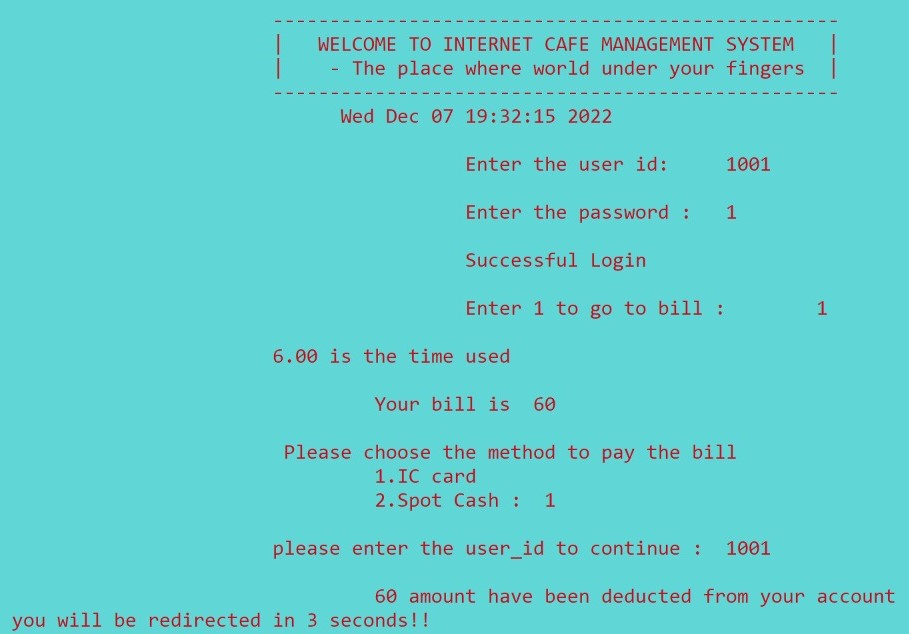 --------------------------------------------------
|   WELCOME TO INTERNET CAFE MANAGEMENT SYSTEM   |
|    - The place where world under your fingers  |
--------------------------------------------------
Wed Dec 07 19:32:15 2022
Enter the user id:     1001
Enter the password :   1
Successful Login
Enter 1 to go to bill :        1
6.00 is the time used
Your bill is  60
Please choose the method to pay the bill
1.IC card
2.Spot Cash :  1
please enter the user_id to continue :  1001
60 amount have been deducted from your account
you will be redirected in 3 seconds!!